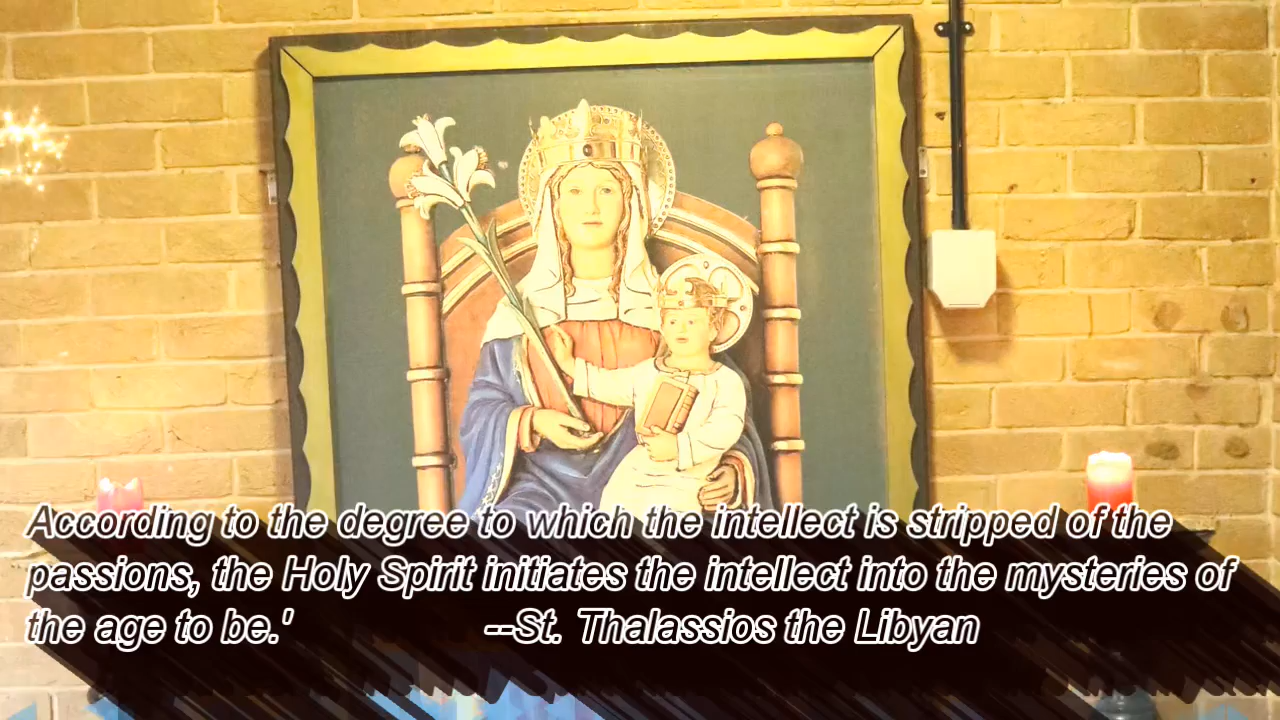 According to the degree to which the intellect is stripped of the
passions, the Holy Spirit initiates the intellect into the mysteries of
the age to be.' --St. Thalassios the Libyan